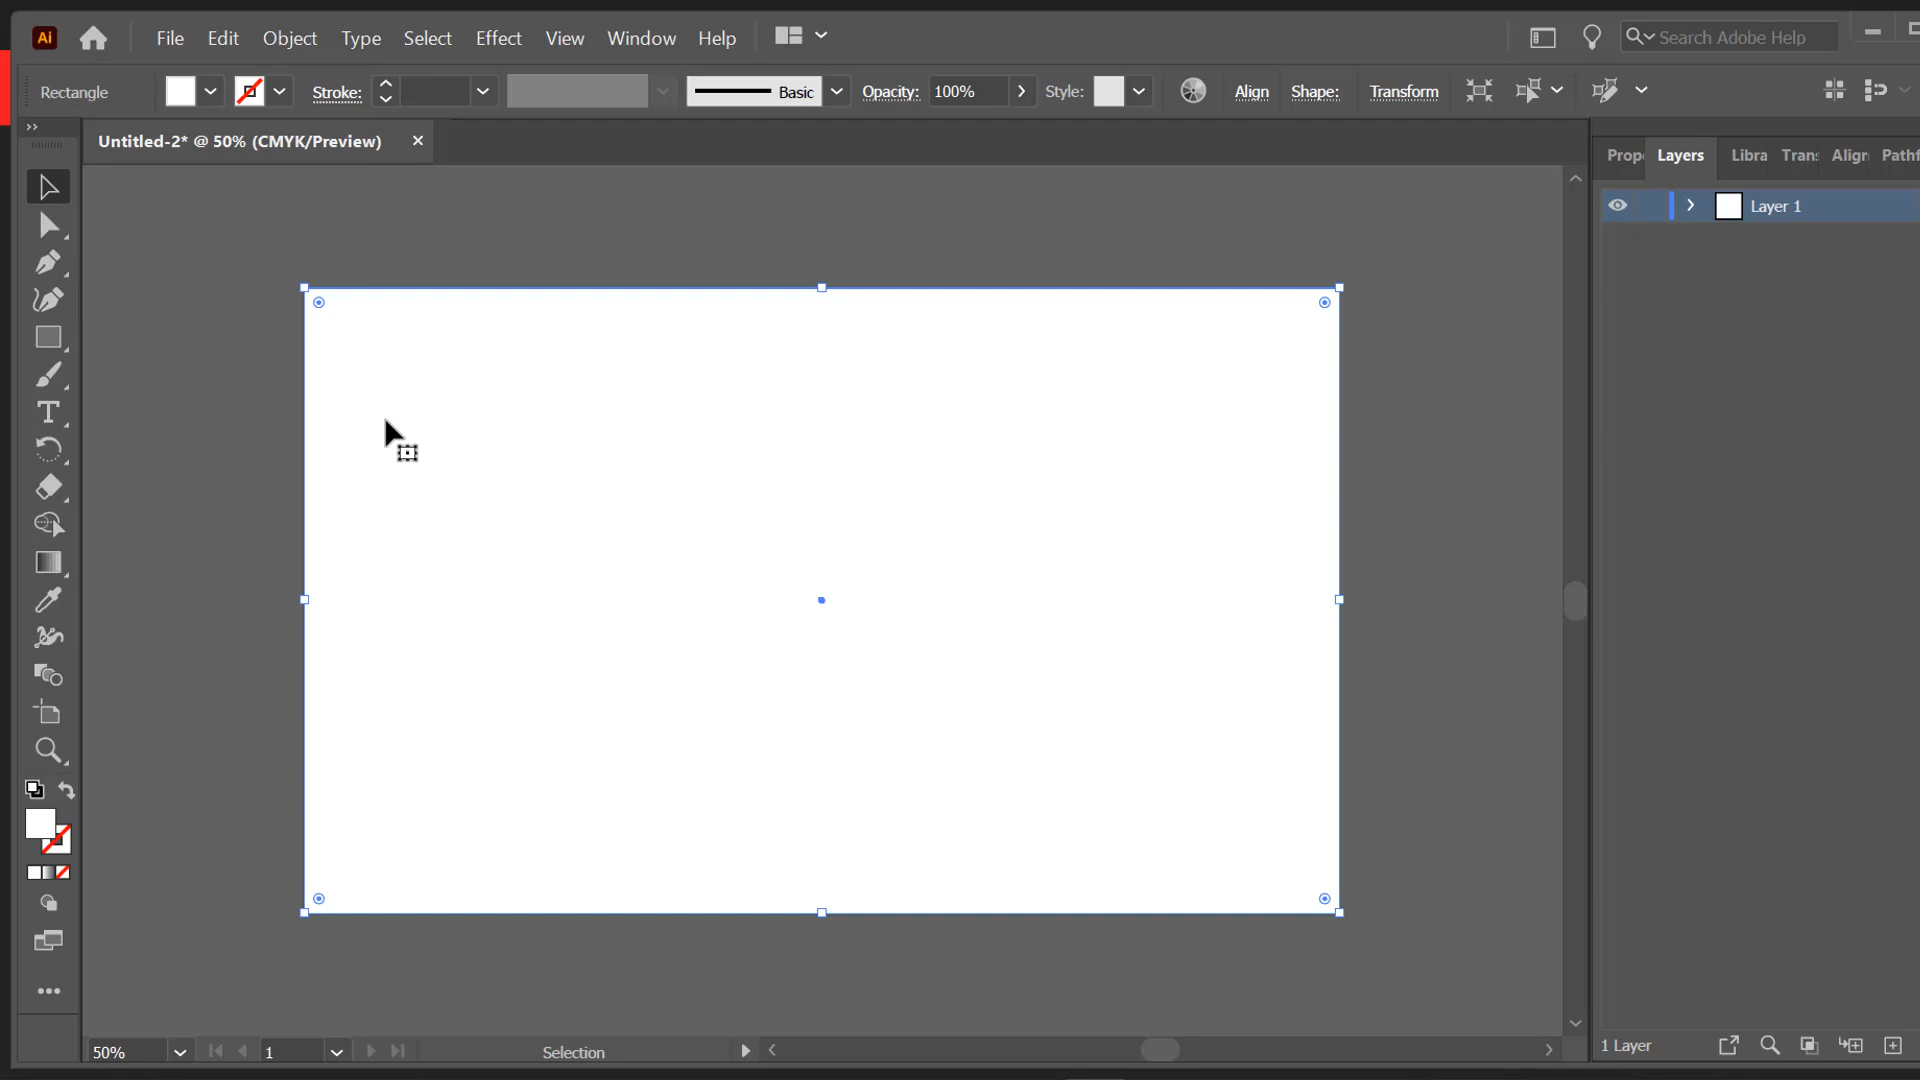 Ai File Edit Object Type Select Effect View Window Help Search Adobe Help
Rectangle Stroke: Basic Opacity: 100% Style: Align Shape: Transform
Untitled-2* @ 50% (CMYK/Preview)
Prop Layers Libra Tran Align Pathf
Layer 1
T
50% 1 Selection
1 Layer